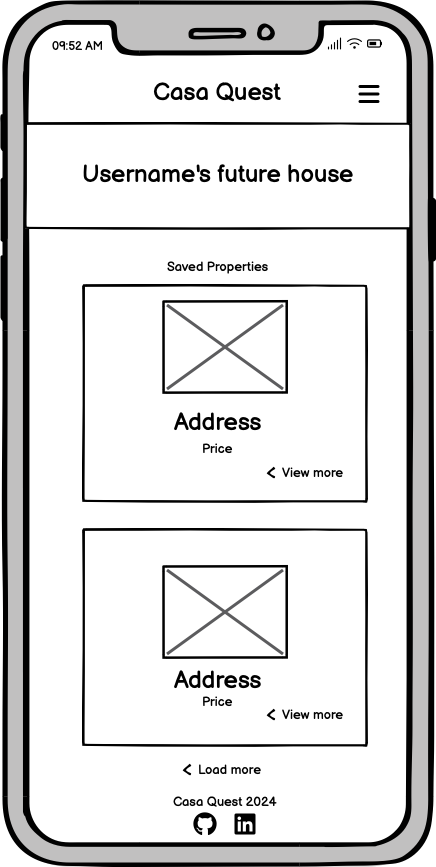 09:52 AM
Casa Quest
Username's future house
Saved Properties
Address
Price
View more
Address
Price
View more
Load more
Casa Quest 2024
in